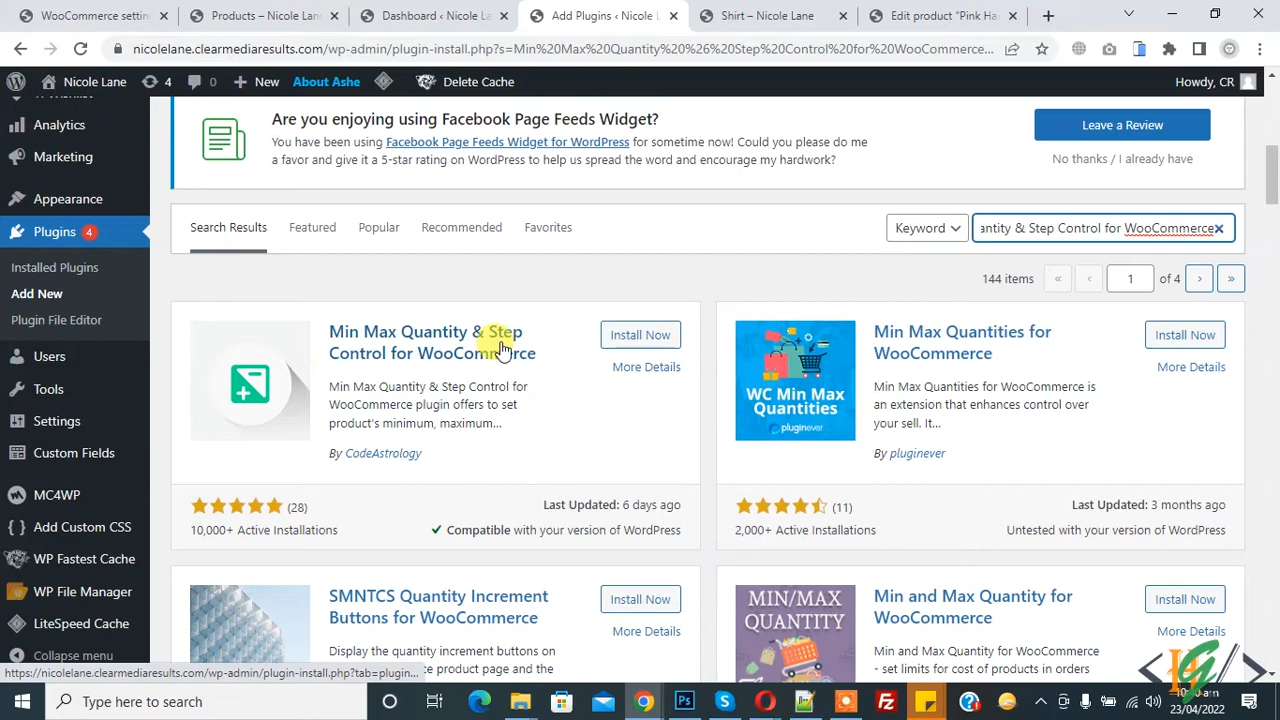 WooCommerce settin
Products – Nicole Lane
Dashboard ‹ Nicole L
Add Plugins ‹ Nicole L
Shirt – Nicole Lane
Edit product "Pink Ha
nicolelane.clearmediaresults.com/wp-admin/plugin-install.php?s=Min%20Max%20Quantity%20%26%20Step%20Control%20for%20WooCommerce...
Nicole Lane
4
0
New
About Ashe
Delete Cache
Howdy, CR
Analytics
Marketing
Appearance
Plugins 4
Installed Plugins
Add New
Plugin File Editor
Users
Tools
Settings
Custom Fields
MC4WP
Add Custom CSS
WP Fastest Cache
WP File Manager
LiteSpeed Cache
Collapse menu
Are you enjoying using Facebook Page Feeds Widget?
You have been using Facebook Page Feeds Widget for WordPress for sometime now! Could you please do me
a favor and give it a 5-star rating on WordPress to help us spread the word and encourage my hardwork?
Leave a Review
No thanks / I already have
Search Results
Featured
Popular
Recommended
Favorites
Keyword
antity & Step Control for WooCommerce
144 items
«
‹
1
of 4
›
»
Min Max Quantity & Step
Control for WooCommerce
Install Now
More Details
Min Max Quantity & Step Control for
WooCommerce plugin offers to set
product's minimum, maximum...
By CodeAstrology
(28)
Last Updated: 6 days ago
10,000+ Active Installations
Compatible with your version of WordPress
WC Min Max
Quantities
pluginever
Min Max Quantities for
WooCommerce
Install Now
More Details
Min Max Quantities for WooCommerce is
an extension that enhances control over
your sell. It...
By pluginever
(11)
Last Updated: 3 months ago
2,000+ Active Installations
Untested with your version of WordPress
SMNTCS Quantity Increment
Buttons for WooCommerce
Install Now
More Details
Display the quantity increment buttons on
product page and the
MIN/MAX
QUANTITY
Min and Max Quantity for
WooCommerce
Install Now
More Details
Min and Max Quantity for WooCommerce
- set limits for cost of products in orders
https://nicolelane.clearmediaresults.com/wp-admin/plugin-install.php?tab=plugin...
Type here to search
23/04/2022